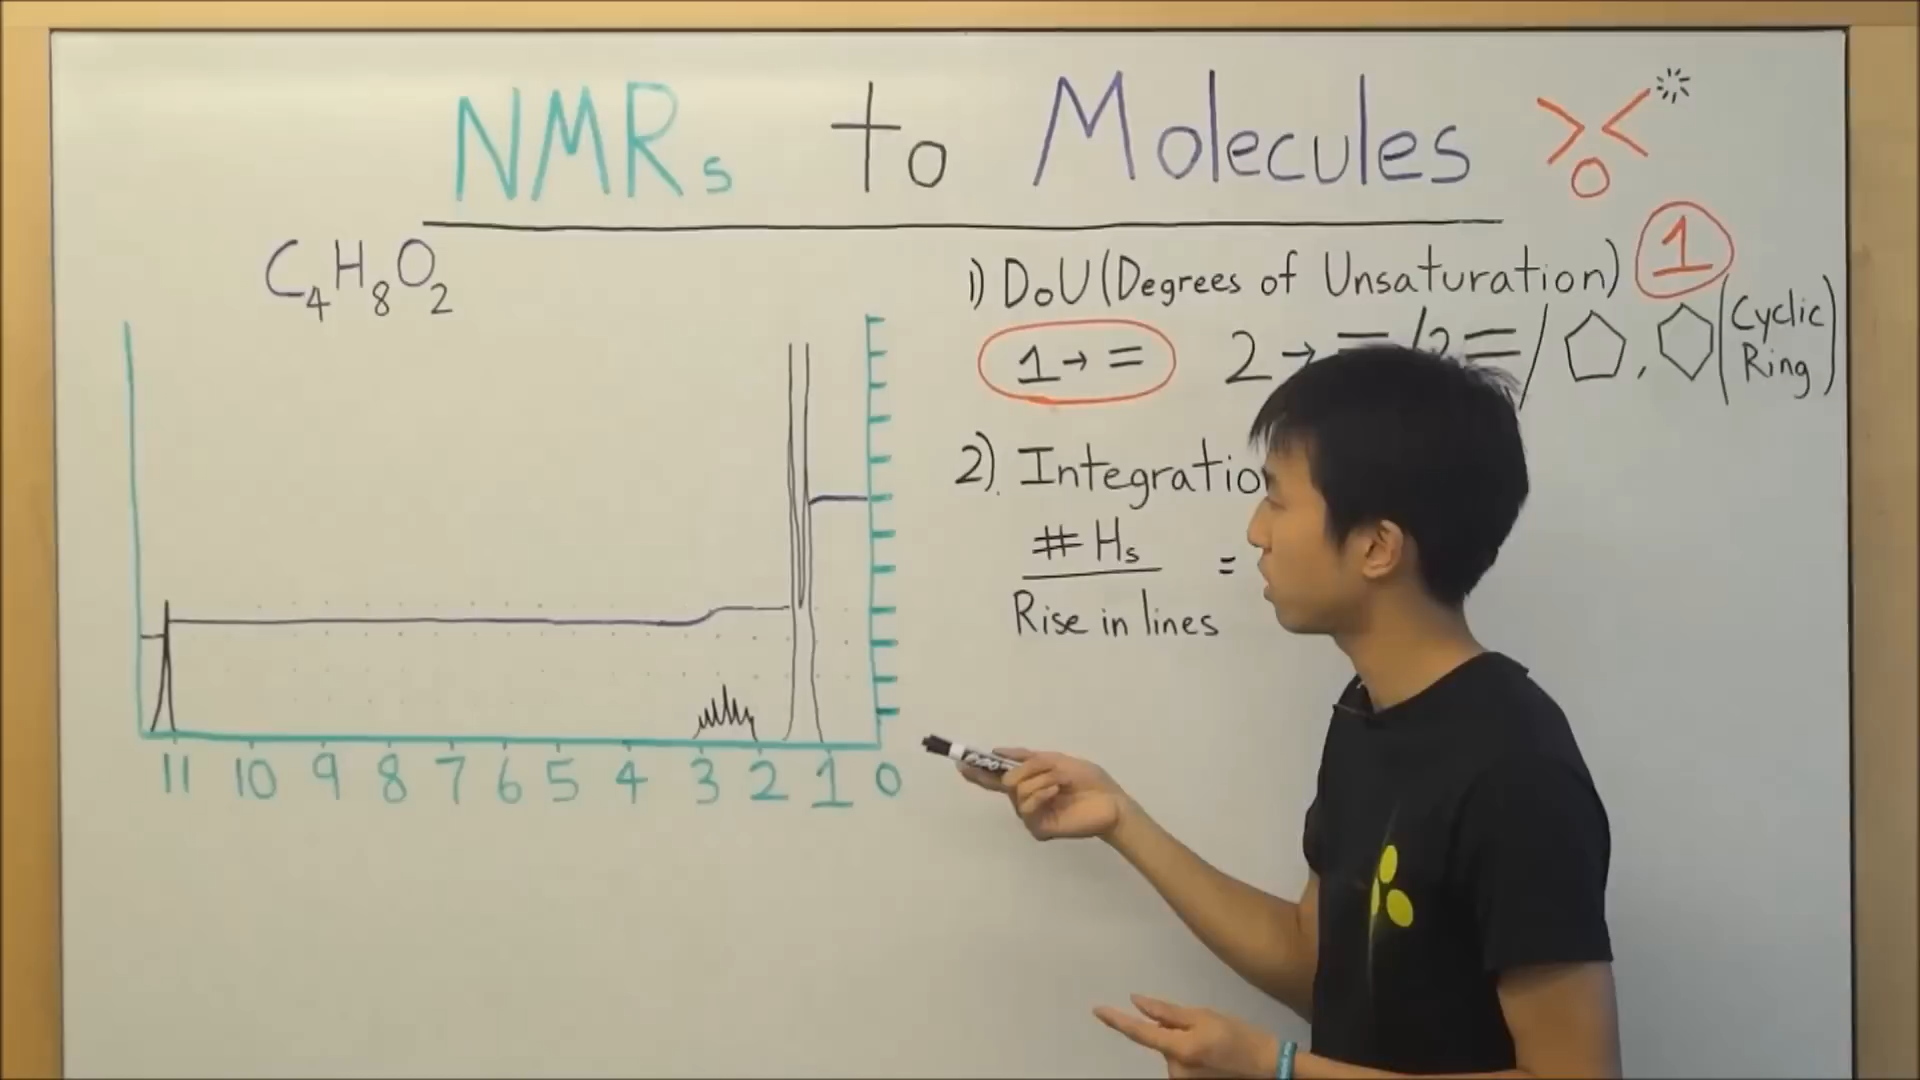 NMRs to Molecules
C4H8O2
1) DoU (Degrees of Unsaturation) 1
1 → = 2 → = / 2 = / , (Cyclic Ring)
2). Integratio
# Hs
Rise in lines =
11 10 9 8 7 6 5 4 3 2 1 0